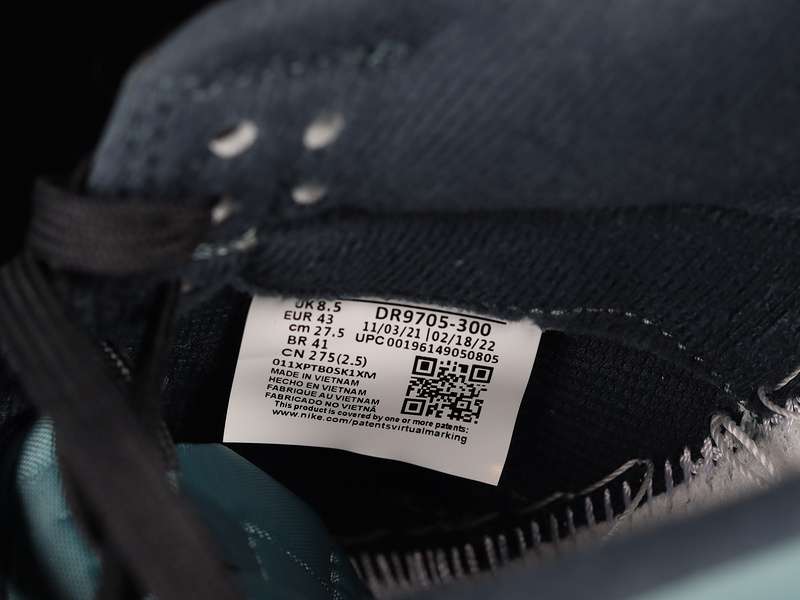 UK 8.5
EUR 43
cm 27.5
BR 41
CN 275(2.5)
DR9705-300
11/03/21|02/18/22
UPC00196149050805
011XPTB0SK1XM
MADE IN VIETNAM
HECHO EN VIETNAM
FABRIQUE AU VIETNAM
FABRICADO NO VIETNÃ
This product is covered by one or more patents:
www.nike.com/patentsvirtualmarking